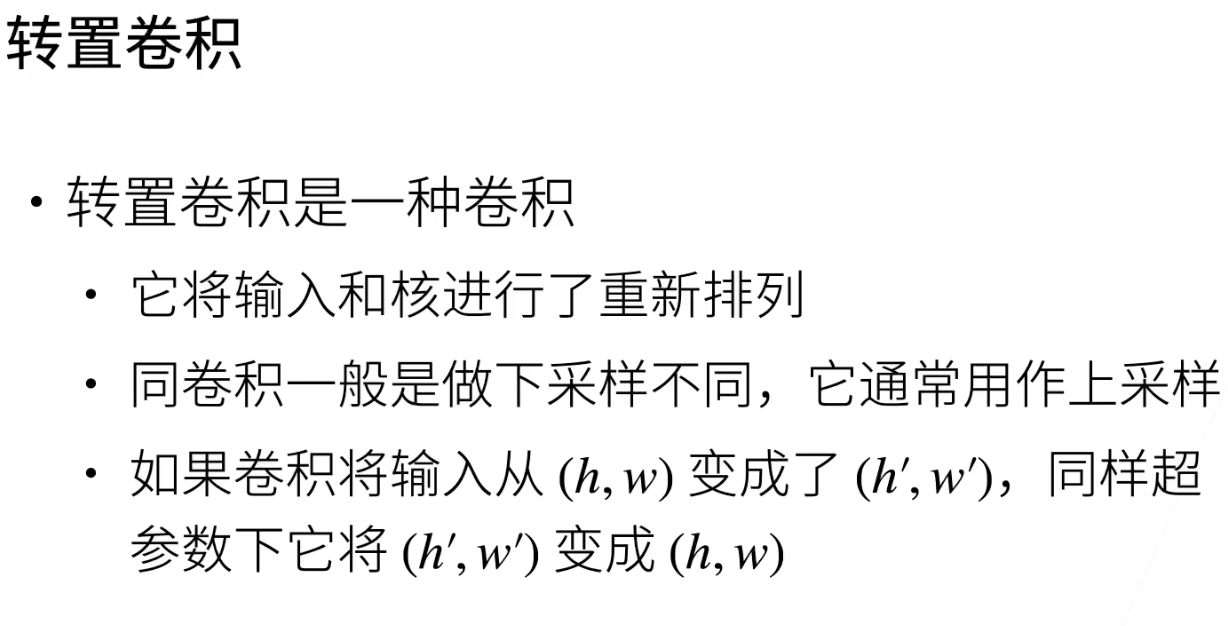 转置卷积
• 转置卷积是一种卷积
• 它将输入和核进行了重新排列
• 同卷积一般是做下采样不同，它通常用作上采样
• 如果卷积将输入从 (h, w) 变成了 (h′, w′)，同样超
参数下它将 (h′, w′) 变成 (h, w)